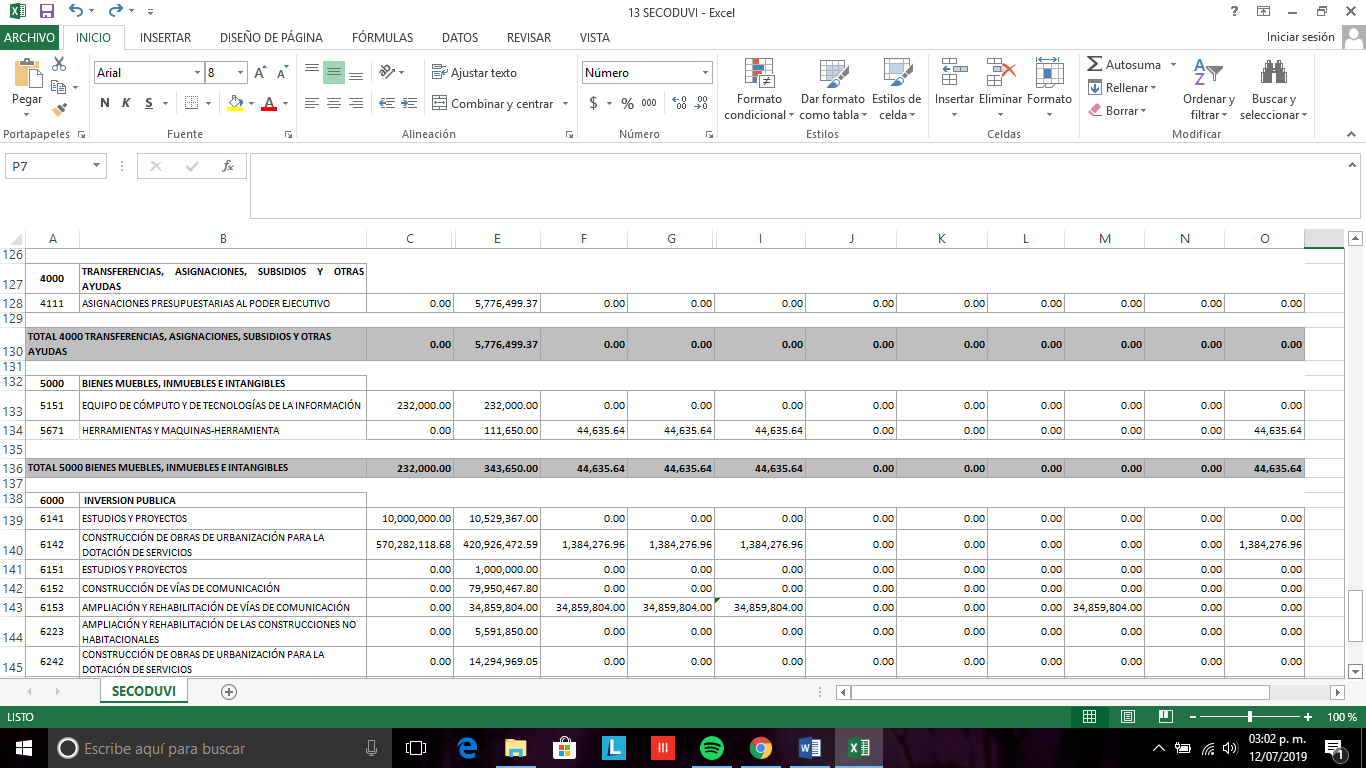 13 SECODUVI - Excel
ARCHIVO INICIO INSERTAR DISEÑO DE PÁGINA FÓRMULAS DATOS REVISAR VISTA Iniciar sesión
Pegar Arial 8 Ajustar texto Número Formato condicional Dar formato como tabla Estilos de celda Insertar Eliminar Formato Autosuma Rellenar Borrar Ordenar y filtrar Buscar y seleccionar
N K S Combinar y centrar $ % 000
Portapapeles Fuente Alineación Número Estilos Celdas Modificar
P7 fx
A B C E F G I J K L M N O
126
127 4000 TRANSFERENCIAS, ASIGNACIONES, SUBSIDIOS Y OTRAS
AYUDAS
128 4111 ASIGNACIONES PRESUPUESTARIAS AL PODER EJECUTIVO 0.00 5,776,499.37 0.00 0.00 0.00 0.00 0.00 0.00 0.00 0.00 0.00
129
130 TOTAL 4000 TRANSFERENCIAS, ASIGNACIONES, SUBSIDIOS Y OTRAS
AYUDAS 0.00 5,776,499.37 0.00 0.00 0.00 0.00 0.00 0.00 0.00 0.00 0.00
131
132 5000 BIENES MUEBLES, INMUEBLES E INTANGIBLES
133 5151 EQUIPO DE CÓMPUTO Y DE TECNOLOGÍAS DE LA INFORMACIÓN 232,000.00 232,000.00 0.00 0.00 0.00 0.00 0.00 0.00 0.00 0.00 0.00
134 5671 HERRAMIENTAS Y MAQUINAS-HERRAMIENTA 0.00 111,650.00 44,635.64 44,635.64 44,635.64 0.00 0.00 0.00 0.00 0.00 44,635.64
135
136 TOTAL 5000 BIENES MUEBLES, INMUEBLES E INTANGIBLES 232,000.00 343,650.00 44,635.64 44,635.64 44,635.64 0.00 0.00 0.00 0.00 0.00 44,635.64
137
138 6000 INVERSION PUBLICA
139 6141 ESTUDIOS Y PROYECTOS 10,000,000.00 10,529,367.00 0.00 0.00 0.00 0.00 0.00 0.00 0.00 0.00 0.00
140 6142 CONSTRUCCIÓN DE OBRAS DE URBANIZACIÓN PARA LA
DOTACIÓN DE SERVICIOS 570,282,118.68 420,926,472.59 1,384,276.96 1,384,276.96 1,384,276.96 0.00 0.00 0.00 0.00 0.00 1,384,276.96
141 6151 ESTUDIOS Y PROYECTOS 0.00 1,000,000.00 0.00 0.00 0.00 0.00 0.00 0.00 0.00 0.00 0.00
142 6152 CONSTRUCCIÓN DE VÍAS DE COMUNICACIÓN 0.00 79,950,467.80 0.00 0.00 0.00 0.00 0.00 0.00 0.00 0.00 0.00
143 6153 AMPLIACIÓN Y REHABILITACIÓN DE VÍAS DE COMUNICACIÓN 0.00 34,859,804.00 34,859,804.00 34,859,804.00 34,859,804.00 0.00 0.00 0.00 34,859,804.00 0.00 0.00
144 6223 AMPLIACIÓN Y REHABILITACIÓN DE LAS CONSTRUCCIONES NO
HABITACIONALES 0.00 5,591,850.00 0.00 0.00 0.00 0.00 0.00 0.00 0.00 0.00 0.00
145 6242 CONSTRUCCIÓN DE OBRAS DE URBANIZACIÓN PARA LA
DOTACIÓN DE SERVICIOS 0.00 14,294,969.05 0.00 0.00 0.00 0.00 0.00 0.00 0.00 0.00 0.00
SECODUVI
LISTO 100 %
Escribe aquí para buscar 03:02 p. m.
12/07/2019 1